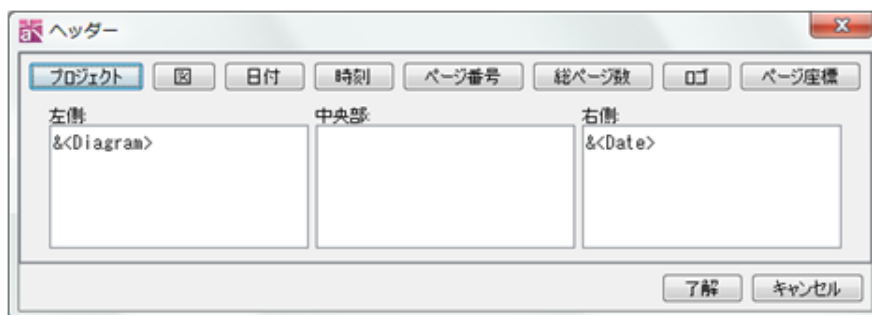 ヘッダー
プロジェクト 図 日付 時刻 ページ番号 総ページ数 ロゴ ページ座標
左側: 中央部: 右側:
&<Diagram> &<Date>
了解 キャンセル